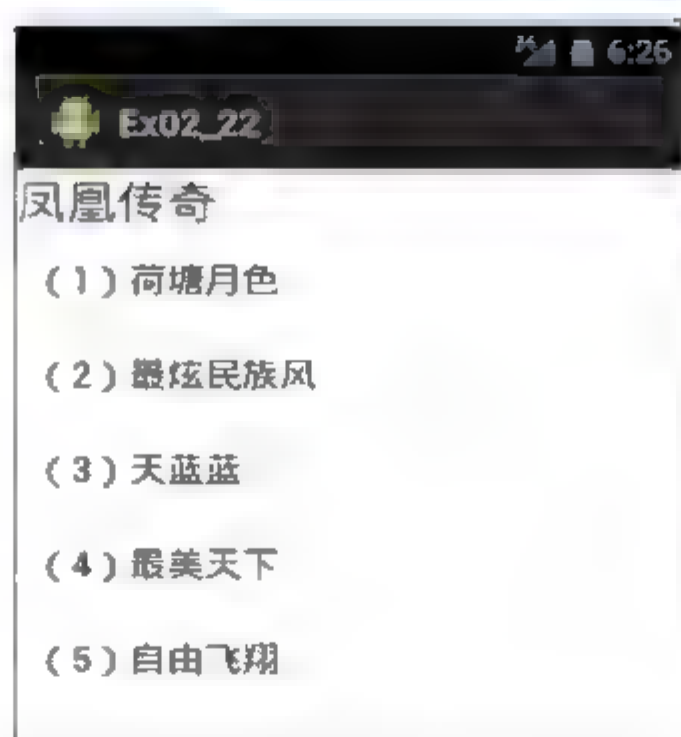 6:26
Ex02_22
凤凰传奇
(1)荷塘月色
(2)最炫民族风
(3)天蓝蓝
(4)最美天下
(5)自由飞翔